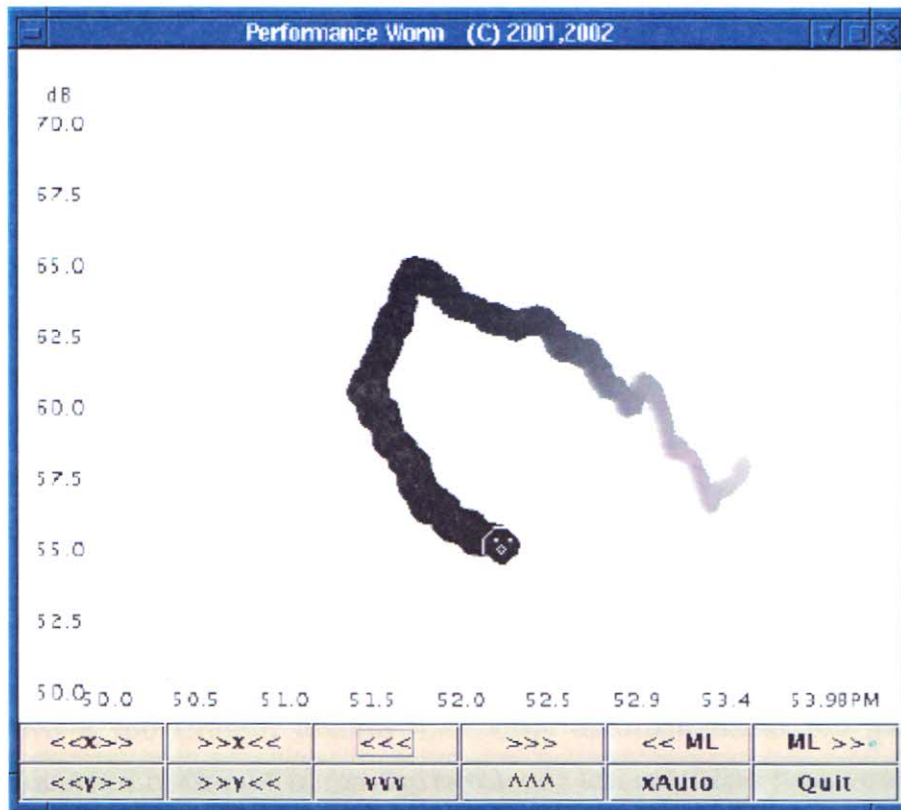 Performance Worm (C) 2001,2002
dB
70.0
67.5
65.0
62.5
60.0
57.5
55.0
52.5
50.0
50.0 50.5 51.0 51.5 52.0 52.5 52.9 53.4 53.9BPM
<<x>> >>x<< <<< >>> << ML ML >>
<<y>> >>y<< vvv ^^^ xAuto Quit